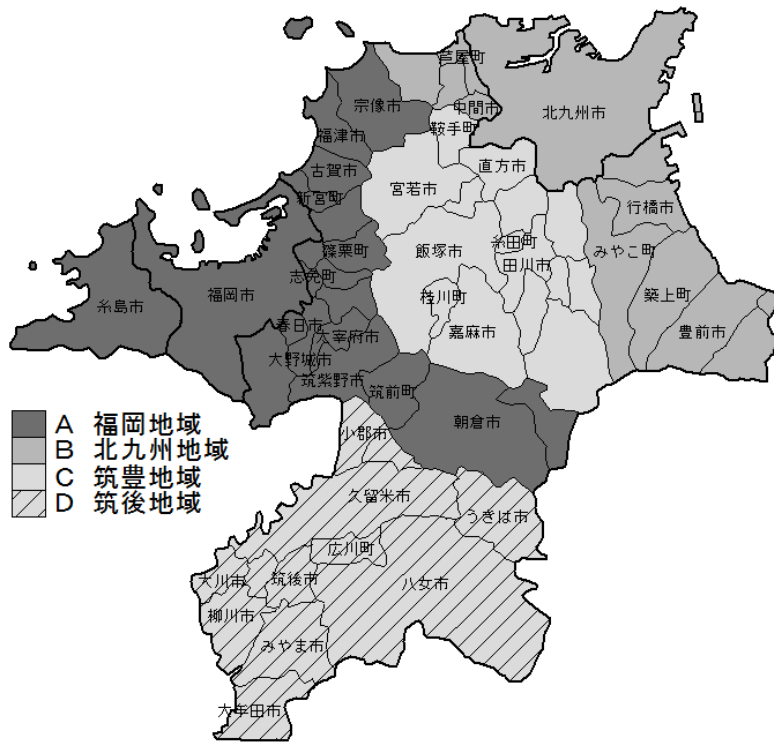 芦屋町
宗像市
中間市
北九州市
鞍手町
福津市
直方市
古賀市
宮若市
新宮町
行橋市
糸田町
みやこ町
篠栗町
飯塚市
田川市
志免町
福岡市
桂川町
築上町
糸島市
春日市
太宰府市
嘉麻市
豊前市
大野城市
筑紫野市
筑前町
朝倉市
A 福岡地域
小郡市
B 北九州地域
C 筑豊地域
D 筑後地域
久留米市
うきは市
広川町
大川市
筑後市
八女市
柳川市
みやま市
大牟田市